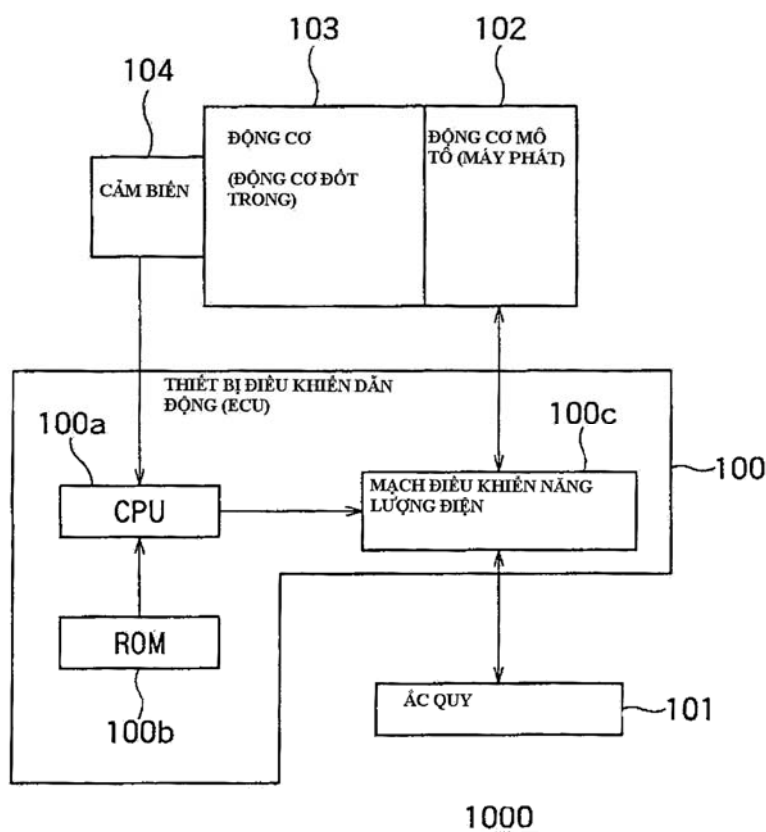 103
102
104
ĐỘNG CƠ
(ĐỘNG CƠ ĐỐT
TRONG)
ĐỘNG CƠ MÔ
TƠ (MÁY PHÁT)
CẢM BIẾN
THIẾT BỊ ĐIỀU KHIỂN DẪN
ĐỘNG (ECU)
100a
100c
100
CPU
MẠCH ĐIỀU KHIỂN NĂNG
LƯỢNG ĐIỆN
ROM
100b
ẮC QUY
101
1000